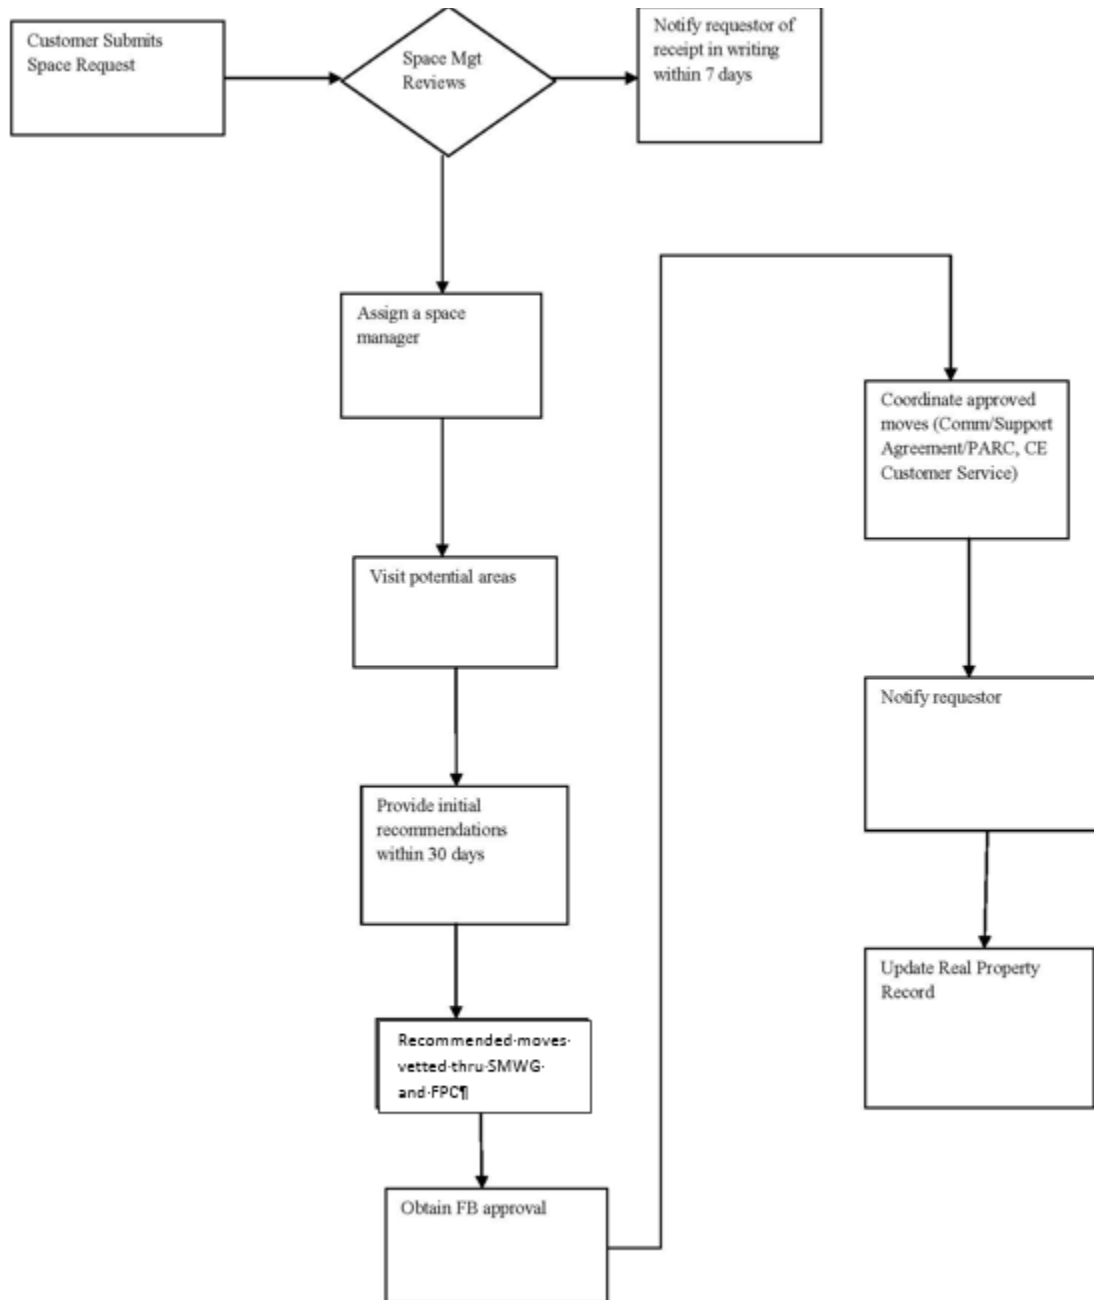 Customer Submits
Space Request
Space Mgt
Reviews
Notify requestor of
receipt in writing
within 7 days
Assign a space
manager
Visit potential areas
Provide initial
recommendations
within 30 days
Recommended·moves·
vetted·thru·SMWG·
and·FPC¶
Obtain FB approval
Coordinate approved
moves (Comm/Support
Agreement/PARC, CE
Customer Service)
Notify requestor
Update Real Property
Record